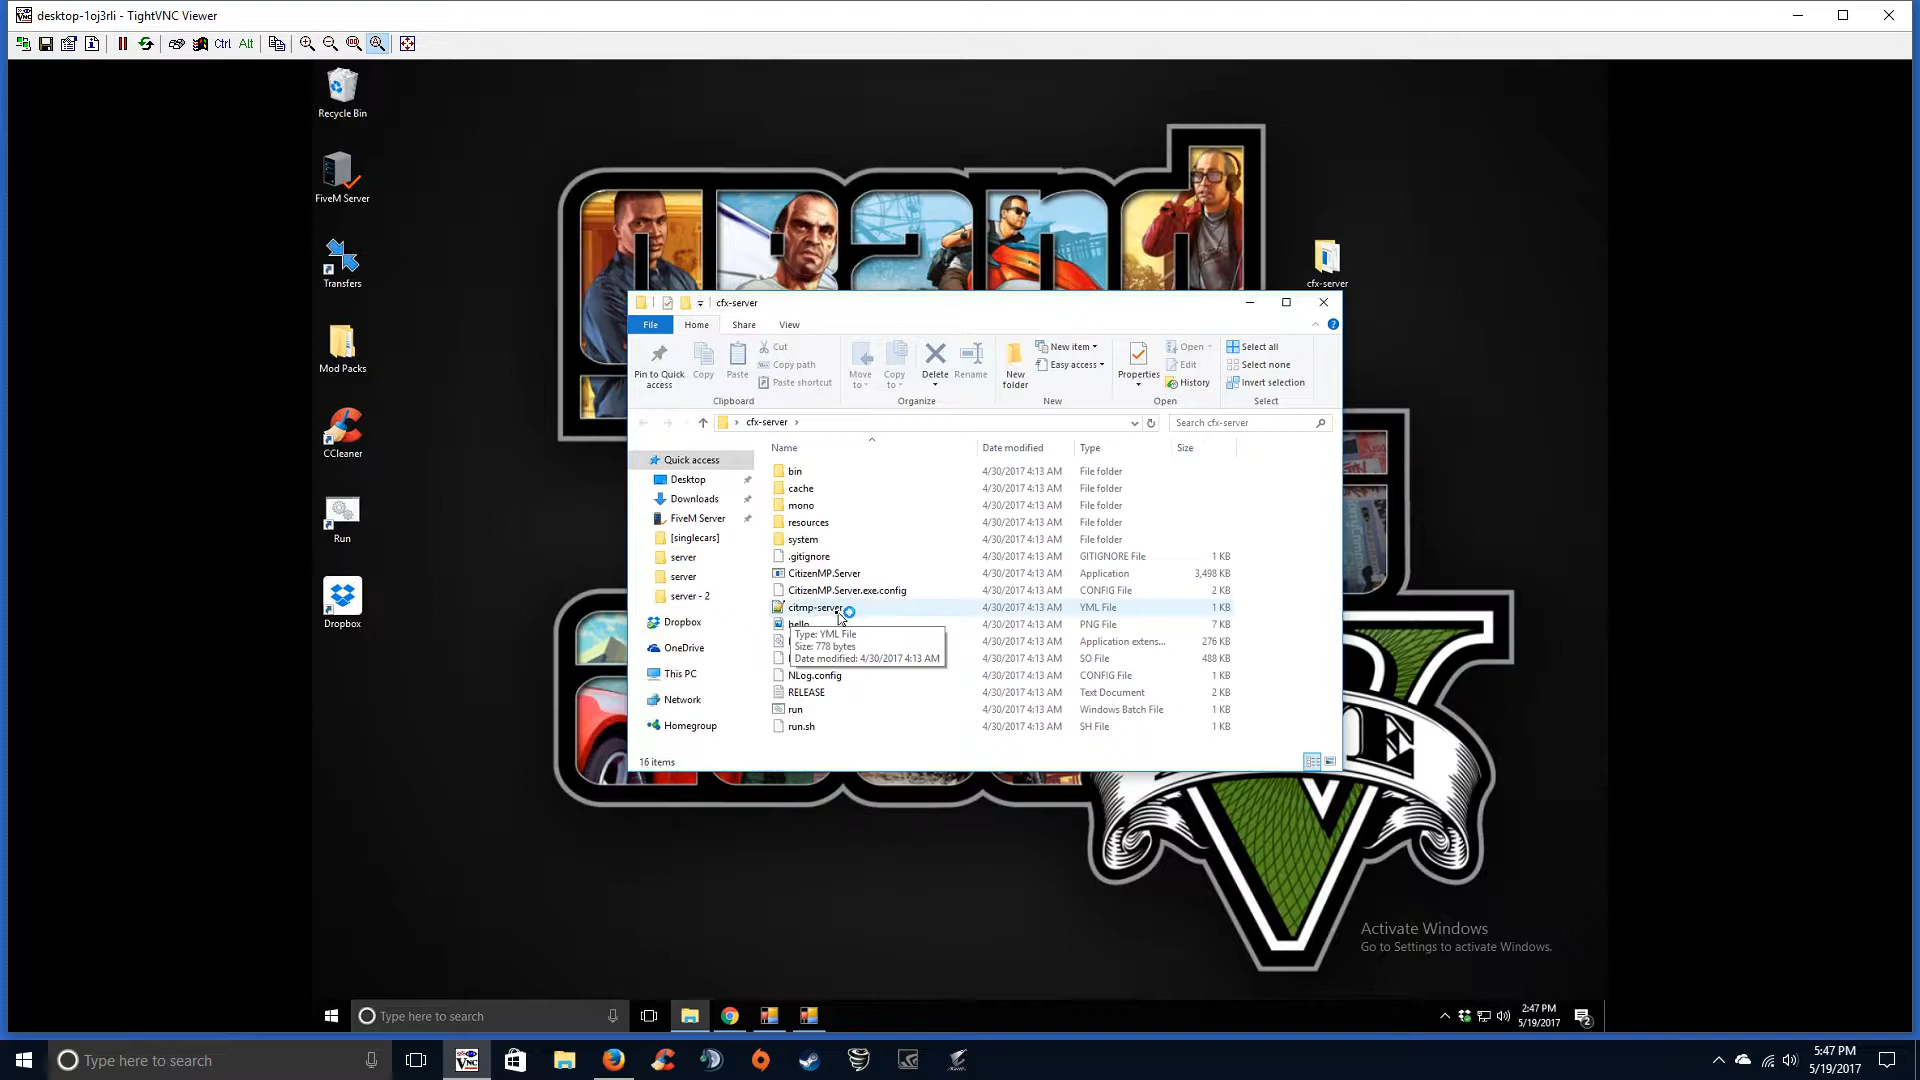 desktop-1oj3rli - TightVNC Viewer
Ctrl Alt
Recycle Bin
FiveM Server
Transfers
Mod Packs
CCleaner
Run
Dropbox
cfx-server
cfx-server
File Home Share View
Pin to Quick access
Copy
Paste
Cut
Copy path
Paste shortcut
Clipboard
Move to
Copy to
Delete
Rename
Organize
New folder
New item
Easy access
New
Properties
Open
Edit
History
Open
Select all
Select none
Invert selection
Select
cfx-server
Search cfx-server
Quick access
Desktop
Downloads
FiveM Server
[singlecars]
server
server
server - 2
Dropbox
OneDrive
This PC
Network
Homegroup
Name Date modified Type Size
bin 4/30/2017 4:13 AM File folder
cache 4/30/2017 4:13 AM File folder
mono 4/30/2017 4:13 AM File folder
resources 4/30/2017 4:13 AM File folder
system 4/30/2017 4:13 AM File folder
.gitignore 4/30/2017 4:13 AM GITIGNORE File 1 KB
CitizenMP.Server 4/30/2017 4:13 AM Application 3,498 KB
CitizenMP.Server.exe.config 4/30/2017 4:13 AM CONFIG File 2 KB
citmp-server 4/30/2017 4:13 AM YML File 1 KB
hello 4/30/2017 4:13 AM PNG File 7 KB
4/30/2017 4:13 AM Application extens... 276 KB
4/30/2017 4:13 AM SO File 488 KB
NLog.config 4/30/2017 4:13 AM CONFIG File 1 KB
RELEASE 4/30/2017 4:13 AM Text Document 2 KB
run 4/30/2017 4:13 AM Windows Batch File 1 KB
run.sh 4/30/2017 4:13 AM SH File 1 KB
Type: YML File
Size: 778 bytes
Date modified: 4/30/2017 4:13 AM
16 items
Activate Windows
Go to Settings to activate Windows.
Type here to search
2:47 PM
5/19/2017
2
Type here to search
VNC
5:47 PM
5/19/2017